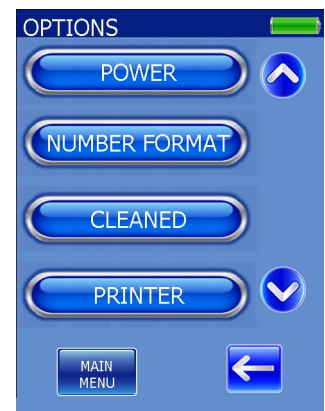 OPTIONS
POWER
NUMBER FORMAT
CLEANED
PRINTER
MAIN
MENU